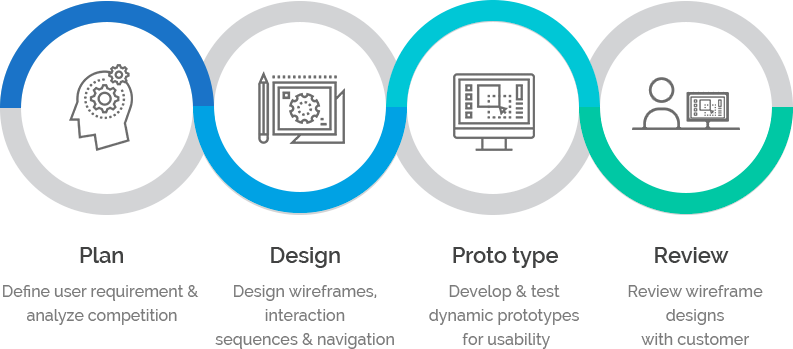 Plan
Define user requirement &
analyze competition
Design
Design wireframes,
interaction
sequences & navigation
Proto type
Develop & test
dynamic prototypes
for usability
Review
Review wireframe
designs
with customer